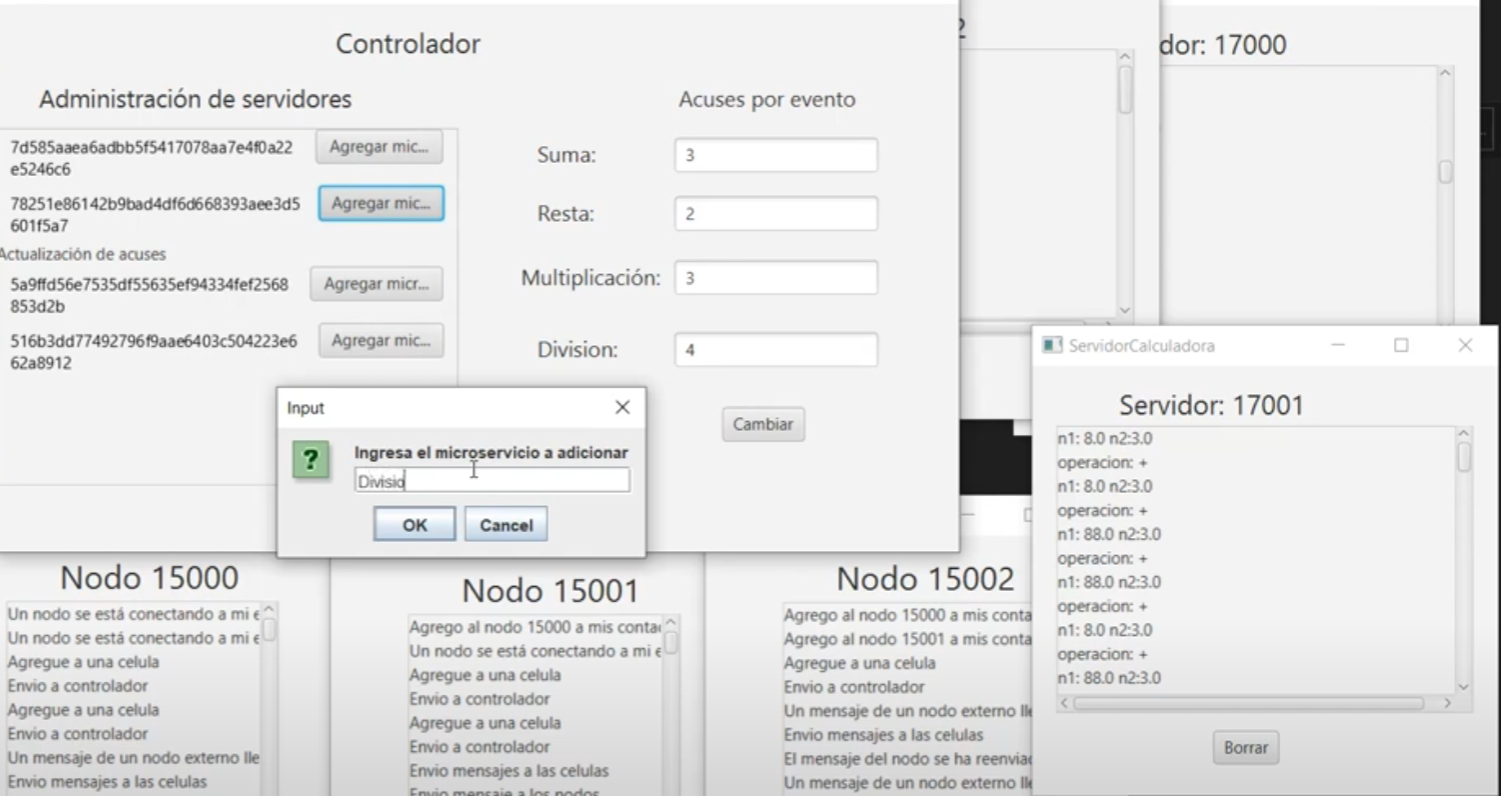 Controlador
Administración de servidores
7d585aaea6adbb5f5417078aa7e4f0a22
e5246c6
Agregar mic...
78251e86142b9bad4df6d668393aee3d5
601f5a7
Agregar mic...
Actualización de acuses
5a9ffd56e7535df55635ef94334fef2568
853d2b
Agregar micr...
516b3dd77492796f9aae6403c504223e6
62a8912
Agregar mic...
Acuses por evento
Suma: 3
Resta: 2
Multiplicación: 3
Division: 4
Cambiar
2
dor: 17000
Input
Ingresa el microservicio a adicionar
Divisio
OK
Cancel
ServidorCalculadora
Servidor: 17001
n1: 8.0 n2:3.0
operacion: +
n1: 8.0 n2:3.0
operacion: +
n1: 88.0 n2:3.0
operacion: +
n1: 88.0 n2:3.0
operacion: +
n1: 8.0 n2:3.0
operacion: +
n1: 88.0 n2:3.0
Borrar
Nodo 15000
Un nodo se está conectando a mi e
Un nodo se está conectando a mi e
Agregue a una celula
Envio a controlador
Agregue a una celula
Envio a controlador
Un mensaje de un nodo externo lle
Envio mensajes a las celulas
Nodo 15001
Agrego al nodo 15000 a mis contac
Un nodo se está conectando a mi e
Agregue a una celula
Envio a controlador
Agregue a una celula
Envio a controlador
Envio mensajes a las celulas
Envio mensaje a los nodos
Nodo 15002
Agrego al nodo 15000 a mis conta
Agrego al nodo 15001 a mis conta
Agregue a una celula
Envio a controlador
Un mensaje de un nodo externo lle
Envio mensajes a las celulas
El mensaje del nodo se ha reenviad
Un mensaje de un nodo externo lle